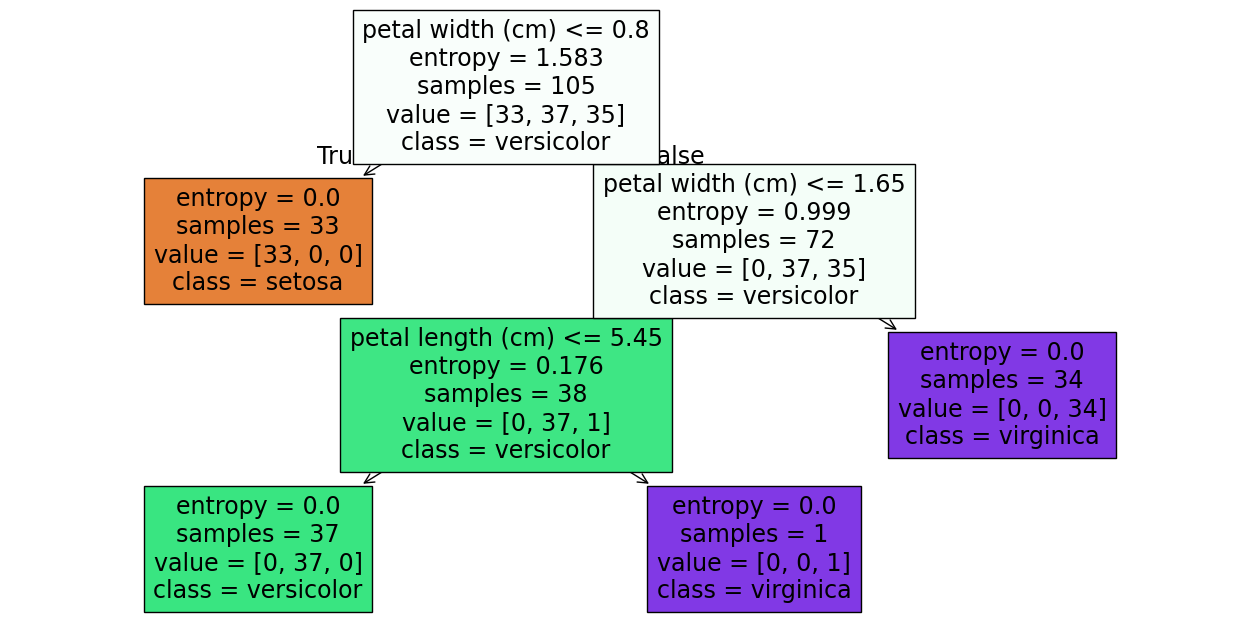 petal width (cm) <= 0.8
entropy = 1.583
samples = 105
value = [33, 37, 35]
class = versicolor
Tru
alse
entropy = 0.0
samples = 33
value = [33, 0, 0]
class = setosa
petal width (cm) <= 1.65
entropy = 0.999
samples = 72
value = [0, 37, 35]
class = versicolor
petal length (cm) <= 5.45
entropy = 0.176
samples = 38
value = [0, 37, 1]
class = versicolor
entropy = 0.0
samples = 34
value = [0, 0, 34]
class = virginica
entropy = 0.0
samples = 37
value = [0, 37, 0]
class = versicolor
entropy = 0.0
samples = 1
value = [0, 0, 1]
class = virginica